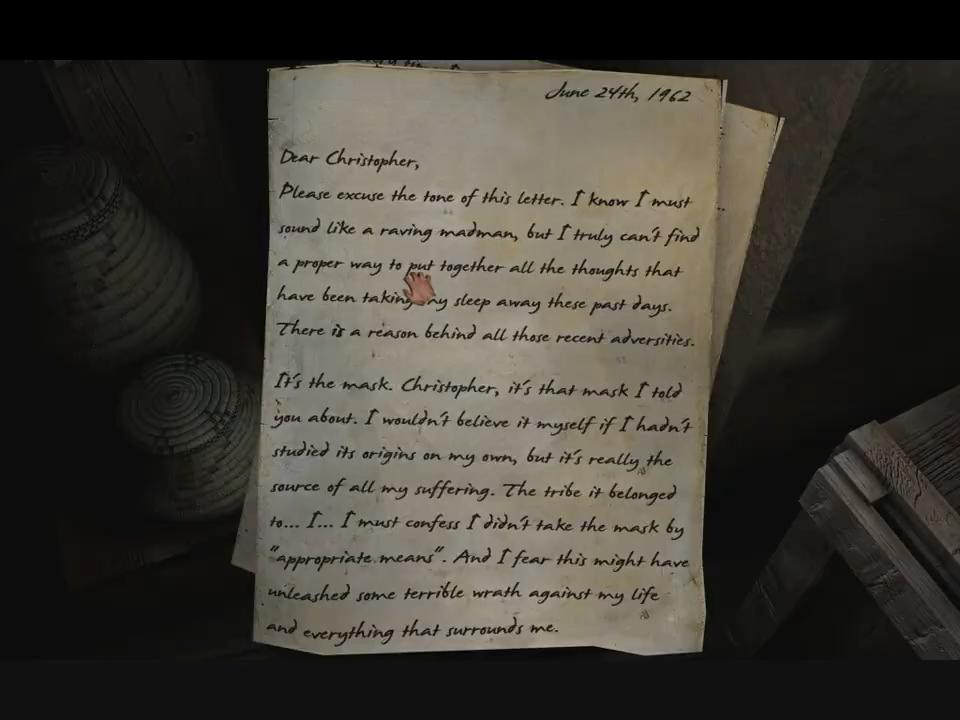 June 24th, 1962
Dear Christopher,
Please excuse the tone of this letter. I know I must
sound like a raving madman, but I truly can't find
a proper way to put together all the thoughts that
have been taking my sleep away these past days.
There is a reason behind all those recent adversities.
It's the mask. Christopher, it's that mask I told
you about. I wouldn't believe it myself if I hadn't
studied its origins on my own, but it's really the
source of all my suffering. The tribe it belonged
to... I... I must confess I didn't take the mask by
"appropriate means". And I fear this might have
unleashed some terrible wrath against my life
and everything that surrounds me.